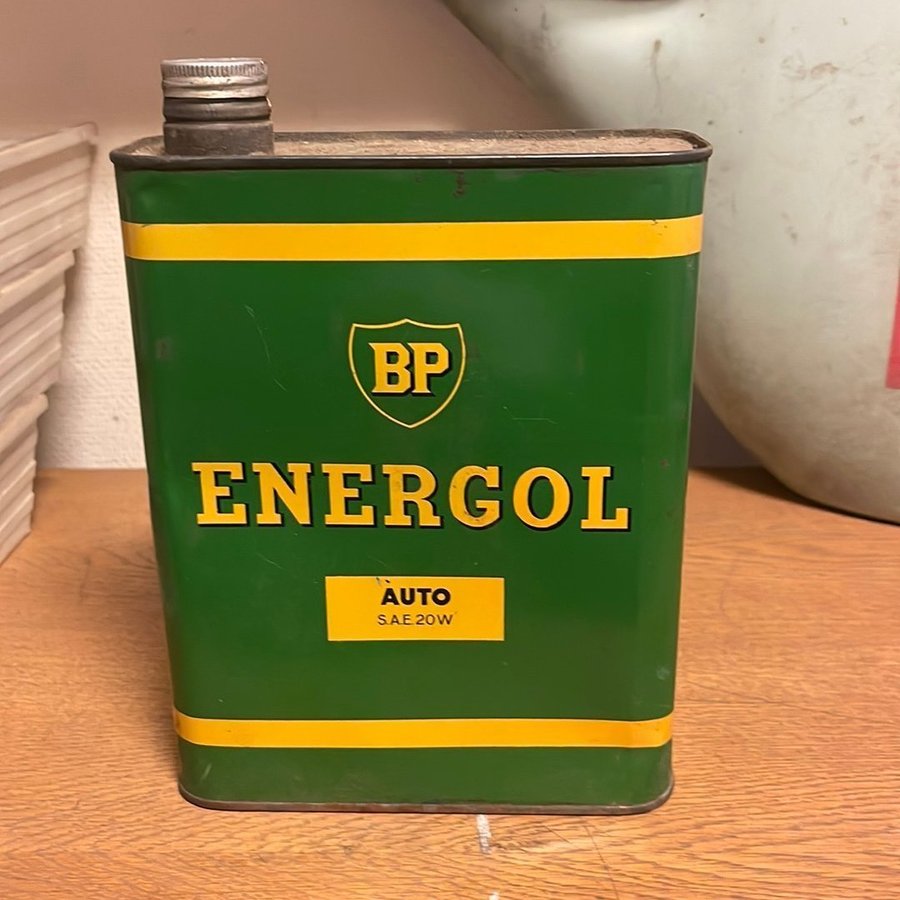 BP
ENERGOL
AUTO
S.A.E. 20W